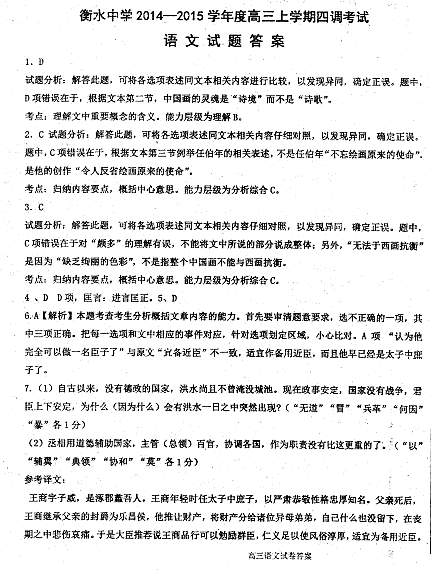 衡水中学 2014—2015 学年度高三上学期四调考试
语 文 试 题 答 案
1、D
试题分析：解答此题，可将各选项表述同文本相关内容进行比较，以发现异同，确定正误。题中，
D项错误在于，根据文本第二节，中国画的灵魂是“诗境”而不是“诗歌”。
考点：理解文中重要概念的含义。能力层级为理解B。
2．C 试题分析：解答此题，可将各选项表述同文本相关内容仔细对照，以发现异同，确定正误。
题中，C项错误在于，根据文本第三节例举任伯年的相关表述，不是任伯年“不忘绘画原来的使命”.
是他的创作“令人反省绘画原来的使命”。
考点：归纳内容要点，概括中心意思。能力层级为分析综合C。
3．C
试题分析：解答此题，可将各选项表述同文本相关内容仔细对照，以发现异同，确定正误。题中，
C项错误在于对“颇多”的理解有误，不能将文中所说的部分说成整体；另外，“无法于西画抗衡”
是因为“缺乏绚丽的色彩”，不是指整个中国画不能与西画抗衡。
考点：归纳内容要点，概括中心意思。能力层级为分析综合C。
4 、D　D项，匡言：进言匡正。5、D
6.A【解析】本题考查考生分析概括文章内容的能力。首先要审清题意要求，选不正确的一项，其
中三项正确。把每一选项和文中相应的事件对应，针对选项划定区域，小心比对。A 项　“认为他
完全可以做一名臣子了”与原文“宜备近臣”不一致，适宜作备用近臣，而且他早已经是太子中庶
子了。
7.（1）自古以来，没有德政的国家，洪水尚且不曾淹没城池。现在政事安定，国家没有战争，君
臣上下安定，为什么（因为什么）会有洪水一日之中突然出现？（“无道”“晋”“兵革”“何因”
“暴”各 1 分）
（2）丞相用道德辅助国家，主管（总领）百官，协调各国，作为职责没有比这更重的了。（“以”
“辅翼”“典领”“协和”“莫”各 1 分）
参考译文：
王商字子威，是涿郡蠡吾人。王商年轻时任太子中庶子，以严肃恭敬性格忠厚知名。父亲死后，
王商继承父亲的封爵为乐昌侯，他推让财产，将财产分给诸位异母弟弟，自己什么也没留下，在丧
期之中悲伤哀痛。于是大臣推荐说王商品行可以勉励群臣，仁义足以使风俗淳厚，适宜为备用近臣。
高三语文试卷答案